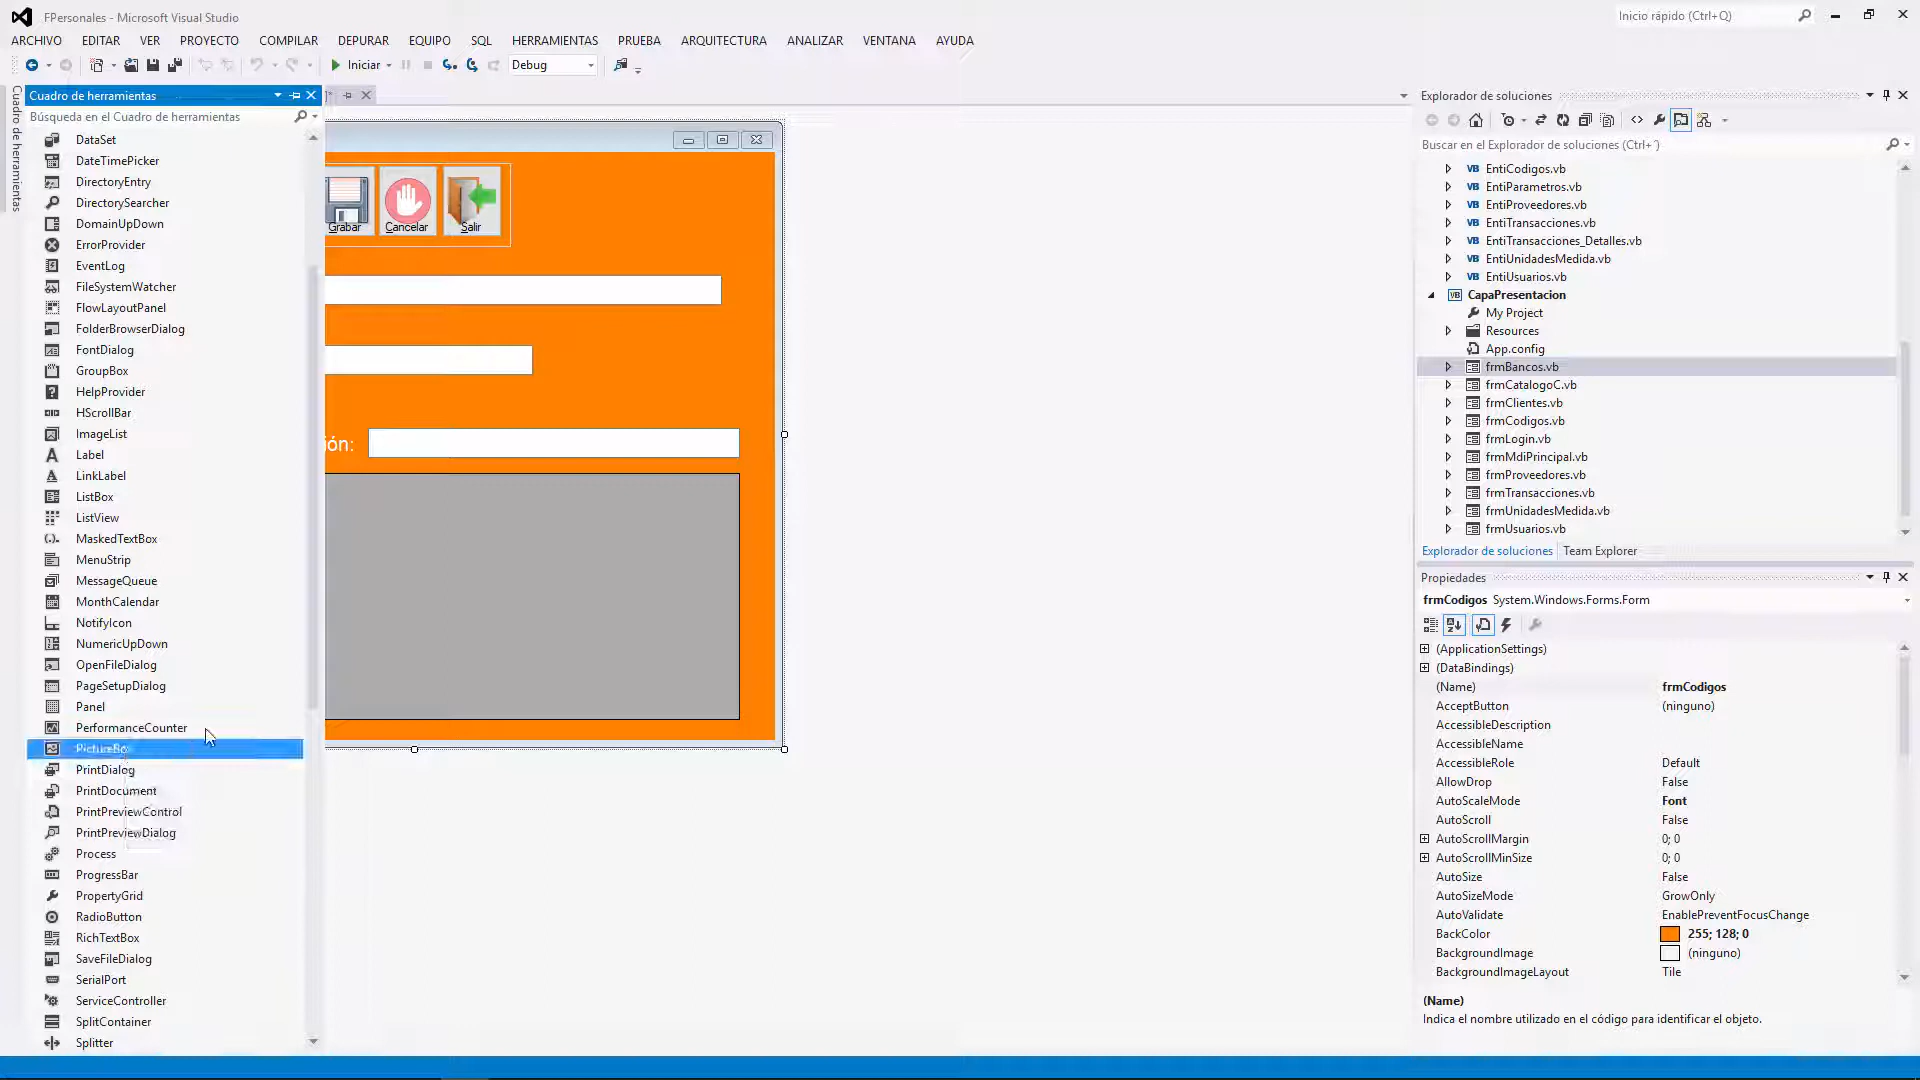 FPersonales - Microsoft Visual Studio
Inicio rápido (Ctrl+Q)
ARCHIVO EDITAR VER PROYECTO COMPILAR DEPURAR EQUIPO SQL HERRAMIENTAS PRUEBA ARQUITECTURA ANALIZAR VENTANA AYUDA
Iniciar Debug
Cuadro de herramientas
Cuadro de herramientas
Búsqueda en el Cuadro de herramientas
DataSet
DateTimePicker
DirectoryEntry
DirectorySearcher
DomainUpDown
ErrorProvider
EventLog
FileSystemWatcher
FlowLayoutPanel
FolderBrowserDialog
FontDialog
GroupBox
HelpProvider
HScrollBar
ImageList
Label
LinkLabel
ListBox
ListView
MaskedTextBox
MenuStrip
MessageQueue
MonthCalendar
NotifyIcon
NumericUpDown
OpenFileDialog
PageSetupDialog
Panel
PerformanceCounter
PictureBox
PrintDialog
PrintDocument
PrintPreviewControl
PrintPreviewDialog
Process
ProgressBar
PropertyGrid
RadioButton
RichTextBox
SaveFileDialog
SerialPort
ServiceController
SplitContainer
Splitter
Grabar Cancelar Salir
ión:
Explorador de soluciones
Buscar en el Explorador de soluciones (Ctrl+´)
VB EntiCodigos.vb
VB EntiParametros.vb
VB EntiProveedores.vb
VB EntiTransacciones.vb
VB EntiTransacciones_Detalles.vb
VB EntiUnidadesMedida.vb
VB EntiUsuarios.vb
VB CapaPresentacion
My Project
Resources
App.config
frmBancos.vb
frmCatalogoC.vb
frmClientes.vb
frmCodigos.vb
frmLogin.vb
frmMdiPrincipal.vb
frmProveedores.vb
frmTransacciones.vb
frmUnidadesMedida.vb
frmUsuarios.vb
Explorador de soluciones Team Explorer
Propiedades
frmCodigos System.Windows.Forms.Form
(ApplicationSettings)
(DataBindings)
(Name) frmCodigos
AcceptButton (ninguno)
AccessibleDescription
AccessibleName
AccessibleRole Default
AllowDrop False
AutoScaleMode Font
AutoScroll False
AutoScrollMargin 0; 0
AutoScrollMinSize 0; 0
AutoSize False
AutoSizeMode GrowOnly
AutoValidate EnablePreventFocusChange
BackColor 255; 128; 0
BackgroundImage (ninguno)
BackgroundImageLayout Tile
(Name)
Indica el nombre utilizado en el código para identificar el objeto.